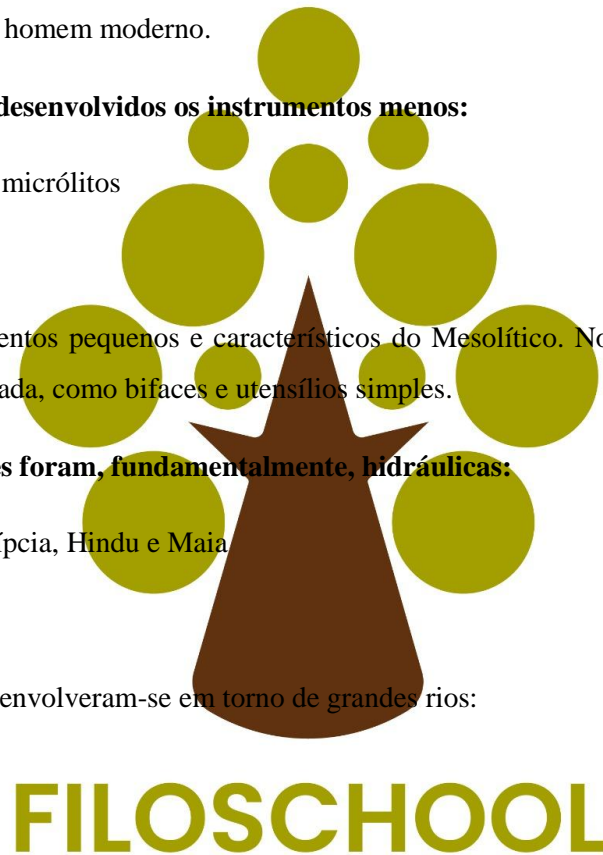 homem moderno.
desenvolvidos os instrumentos menos:
micrólitos
entos pequenos e característicos do Mesolítico. No
ada, como bifaces e utensílios simples.
es foram, fundamentalmente, hidráulicas:
ípcia, Hindu e Maia
envolveram-se em torno de grandes rios:
FILOSCHOOL